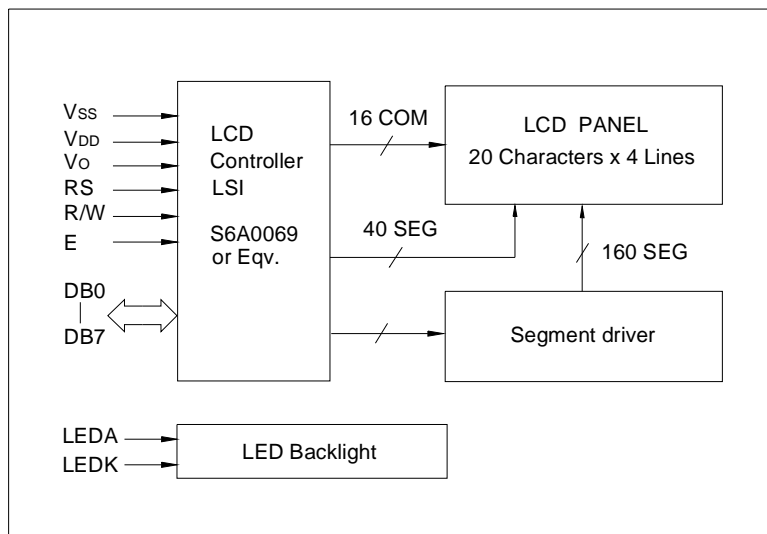 VSS
VDD
VO
RS
R/W
E
DB0
DB7
LCD
Controller
LSI
S6A0069
or Eqv.
16 COM
40 SEG
LCD PANEL
20 Characters x 4 Lines
160 SEG
Segment driver
LEDA
LEDK
LED Backlight